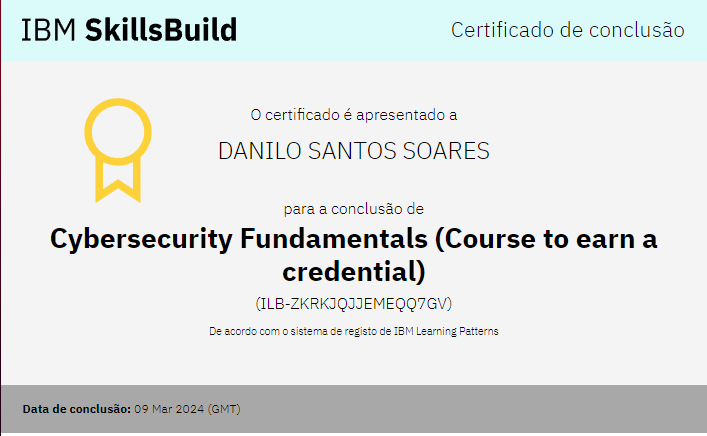 IBM SkillsBuild
Certificado de conclusão
O certificado é apresentado a
DANILO SANTOS SOARES
para a conclusão de
Cybersecurity Fundamentals (Course to earn a
credential)
(ILB-ZKRKJQJJEMEQQ7GV)
De acordo com o sistema de registo de IBM Learning Patterns
Data de conclusão: 09 Mar 2024 (GMT)